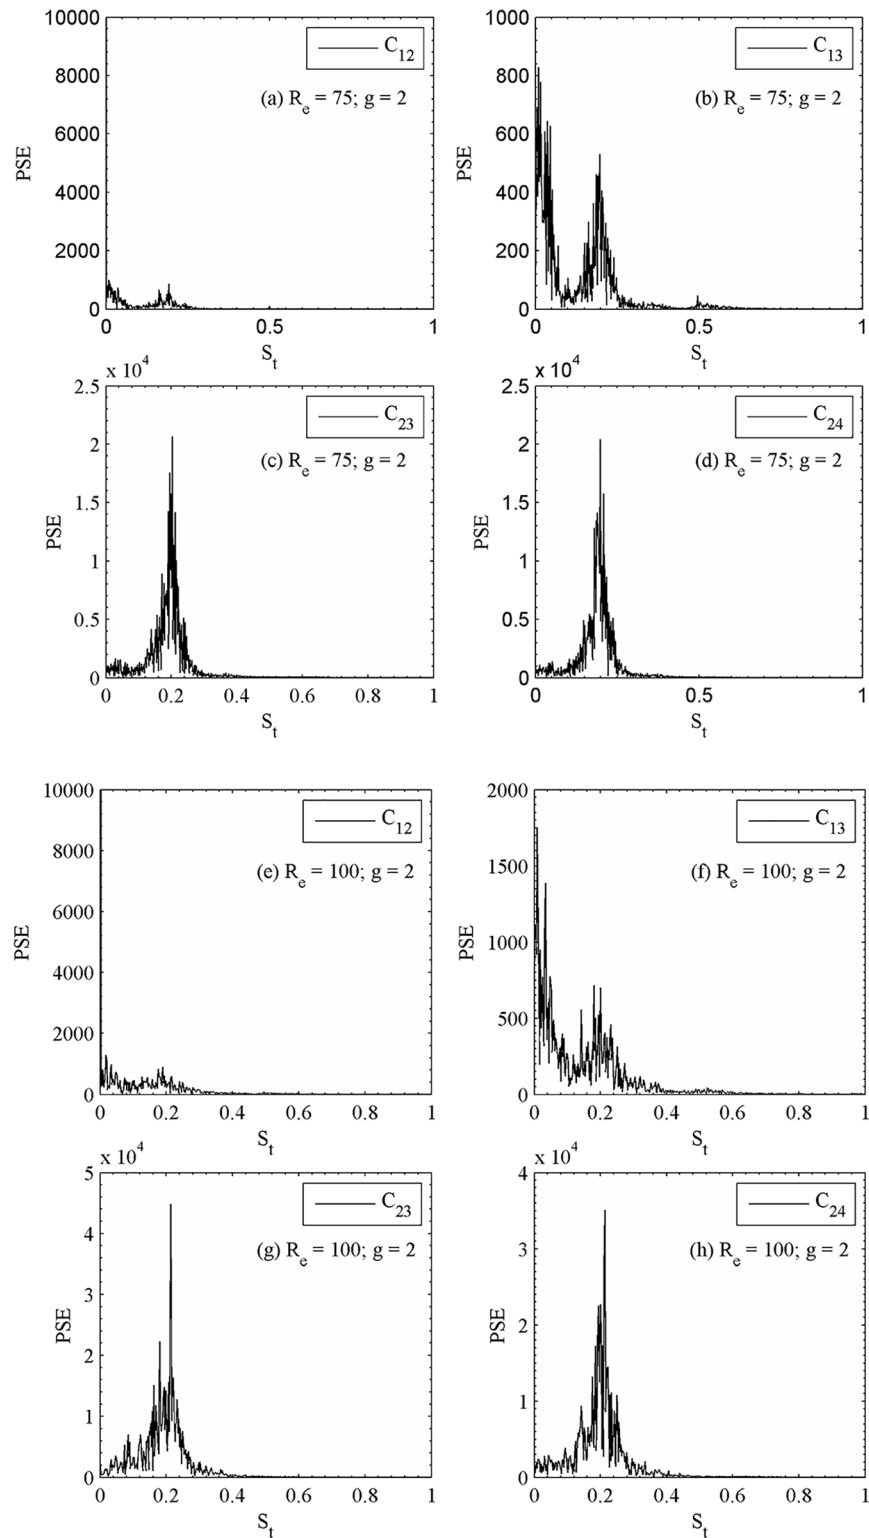 10000
8000
6000
4000
2000
0
PSE
C12
(a) Re = 75; g = 2
0 0.5 1
St
1000
800
600
400
200
0
PSE
C13
(b) Re = 75; g = 2
0 0.5 1
St
x 10^4
2.5
2
1.5
1
0.5
0
PSE
C23
(c) Re = 75; g = 2
0 0.2 0.4 0.6 0.8 1
St
x 10^4
2.5
2
1.5
1
0.5
0
PSE
C24
(d) Re = 75; g = 2
0 0.5 1
St
10000
8000
6000
4000
2000
0
PSE
C12
(e) Re = 100; g = 2
0 0.2 0.4 0.6 0.8 1
St
2000
1500
1000
500
0
PSE
C13
(f) Re = 100; g = 2
0 0.2 0.4 0.6 0.8 1
St
x 10^4
5
4
3
2
1
0
PSE
C23
(g) Re = 100; g = 2
0 0.2 0.4 0.6 0.8 1
St
x 10^4
4
3
2
1
0
PSE
C24
(h) Re = 100; g = 2
0 0.2 0.4 0.6 0.8 1
St